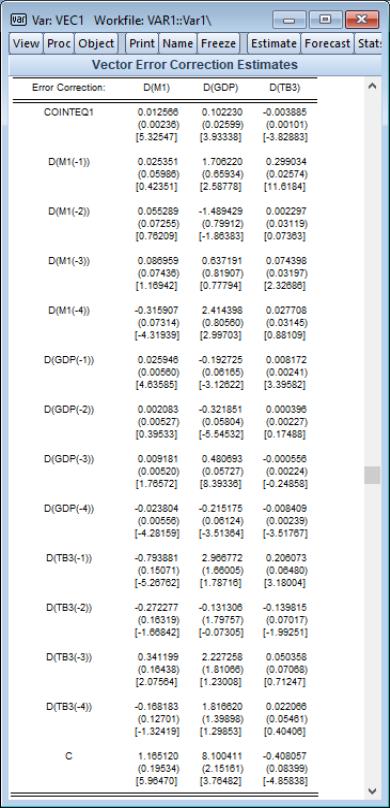 var Var: VEC1 Workfile: VAR1::Var1\
View Proc Object Print Name Freeze Estimate Forecast Stats
Vector Error Correction Estimates
Error Correction: D(M1) D(GDP) D(TB3)
COINTEQ1 0.012566 0.102230 -0.003885
(0.00236) (0.02599) (0.00101)
[5.32547] [3.93338] [-3.82883]
D(M1(-1)) 0.025351 1.706220 0.299034
(0.05986) (0.65934) (0.02574)
[0.42351] [2.58778] [11.6184]
D(M1(-2)) 0.055289 -1.489429 0.002297
(0.07255) (0.79912) (0.03119)
[0.76209] [-1.86383] [0.07363]
D(M1(-3)) 0.086959 0.637191 0.074398
(0.07436) (0.81907) (0.03197)
[1.16942] [0.77794] [2.32686]
D(M1(-4)) -0.315907 2.414398 0.027708
(0.07314) (0.80560) (0.03145)
[-4.31939] [2.99703] [0.88109]
D(GDP(-1)) 0.025946 -0.192725 0.008172
(0.00560) (0.06165) (0.00241)
[4.63585] [-3.12622] [3.39582]
D(GDP(-2)) 0.002083 -0.321851 0.000396
(0.00527) (0.05804) (0.00227)
[0.39533] [-5.54532] [0.17488]
D(GDP(-3)) 0.009181 0.480693 -0.000556
(0.00520) (0.05727) (0.00224)
[1.76572] [8.39336] [-0.24858]
D(GDP(-4)) -0.023804 -0.215175 -0.008409
(0.00556) (0.06124) (0.00239)
[-4.28159] [-3.51364] [-3.51767]
D(TB3(-1)) -0.793881 2.966772 0.206073
(0.15071) (1.66005) (0.06480)
[-5.26762] [1.78716] [3.18004]
D(TB3(-2)) -0.272277 -0.131306 -0.139815
(0.16319) (1.79757) (0.07017)
[-1.66842] [-0.07305] [-1.99251]
D(TB3(-3)) 0.341199 2.227258 0.050358
(0.16438) (1.81066) (0.07068)
[2.07564] [1.23008] [0.71247]
D(TB3(-4)) -0.168183 1.816620 0.022066
(0.12701) (1.39898) (0.05461)
[-1.32419] [1.29853] [0.40406]
C 1.165120 8.100411 -0.408057
(0.19534) (2.15161) (0.08399)
[5.96470] [3.76482] [-4.85838]